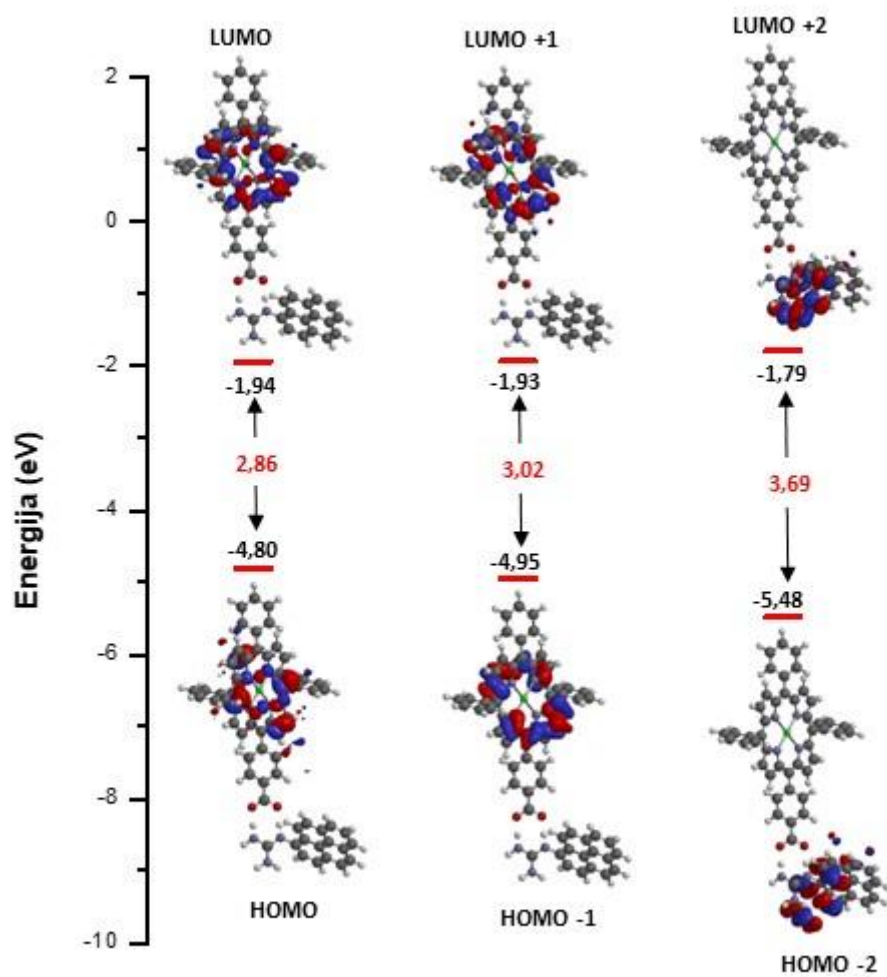 LUMO
LUMO +1
LUMO +2
2
0
-2
-4
-6
-8
-10
Energija (eV)
-1,94
-1,93
-1,79
2,86
3,02
3,69
-4,80
-4,95
-5,48
HOMO
HOMO -1
HOMO -2